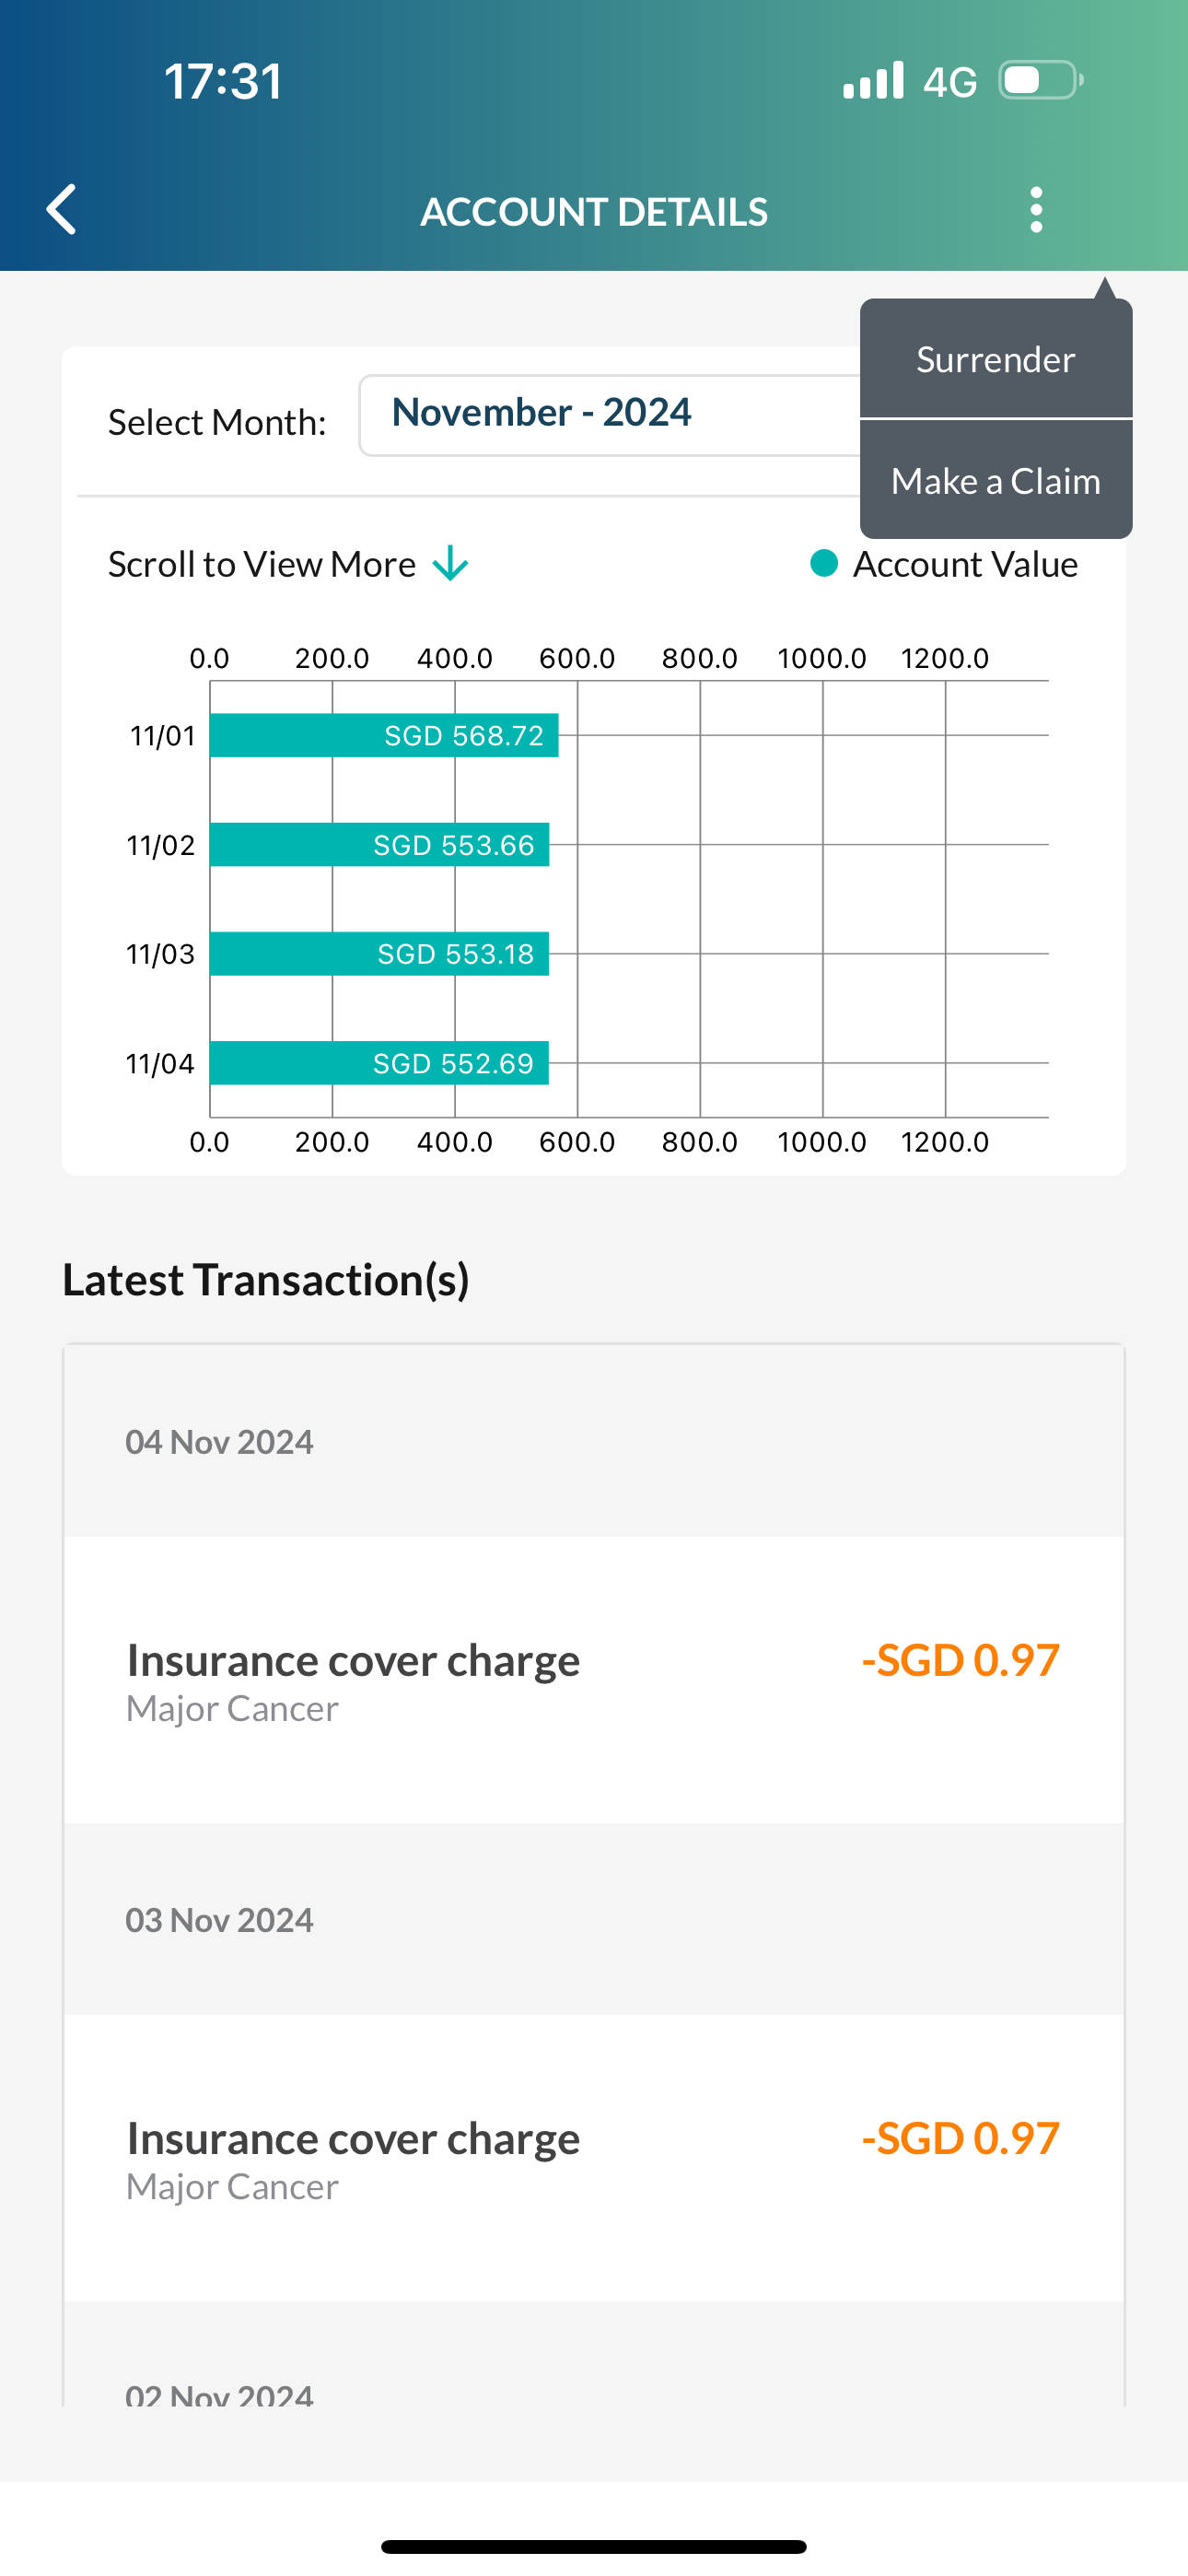 17:31
4G
ACCOUNT DETAILS
Surrender
Make a Claim
Select Month:
November - 2024
Scroll to View More
Account Value
0.0 200.0 400.0 600.0 800.0 1000.0 1200.0
11/01 SGD 568.72
11/02 SGD 553.66
11/03 SGD 553.18
11/04 SGD 552.69
0.0 200.0 400.0 600.0 800.0 1000.0 1200.0
Latest Transaction(s)
04 Nov 2024
Insurance cover charge -SGD 0.97
Major Cancer
03 Nov 2024
Insurance cover charge -SGD 0.97
Major Cancer
02 Nov 2024